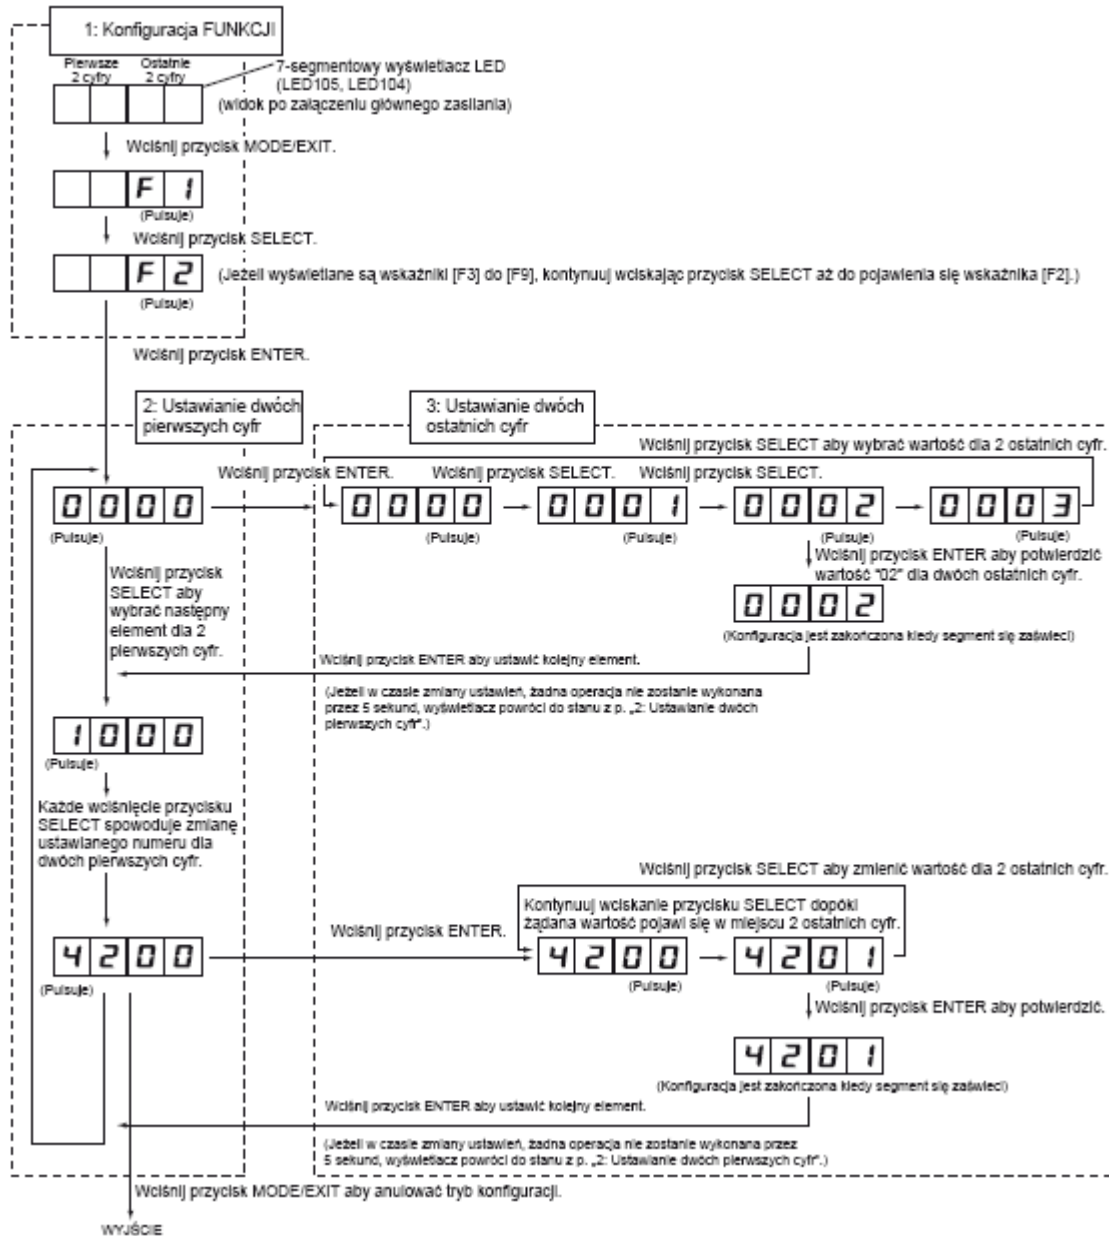 1: Konfiguracja FUNKCJI
Pierwsze Ostatnie
2 cyfry 2 cyfry
7-segmentowy wyświetlacz LED
(LED105, LED104)
(widok po załączeniu głównego zasilania)
Wciśnij przycisk MODE/EXIT.
F 1
(Pulsuje)
Wciśnij przycisk SELECT.
F 2
(Jeżeli wyświetlane są wskaźniki [F3] do [F9], kontynuuj wciskając przycisk SELECT aż do pojawienia się wskaźnika [F2].)
(Pulsuje)
Wciśnij przycisk ENTER.
2: Ustawianie dwóch
pierwszych cyfr
3: Ustawianie dwóch
ostatnich cyfr
Wciśnij przycisk SELECT aby wybrać wartość dla 2 ostatnich cyfr.
Wciśnij przycisk ENTER.
Wciśnij przycisk SELECT.
Wciśnij przycisk SELECT.
0 0 0 0
0 0 0 0
0 0 0 1
0 0 0 2
0 0 0 3
(Pulsuje)
(Pulsuje)
(Pulsuje)
(Pulsuje)
(Pulsuje)
Wciśnij przycisk
SELECT aby
wybrać następny
element dla 2
pierwszych cyfr.
Wciśnij przycisk ENTER aby potwierdzić
wartość "02" dla dwóch ostatnich cyfr.
0 0 0 2
(Konfiguracja jest zakończona kiedy segment się zaświeci)
Wciśnij przycisk ENTER aby ustawić kolejny element.
(Jeżeli w czasie zmiany ustawień, żadna operacja nie zostanie wykonana
przez 5 sekund, wyświetlacz powróci do stanu z p. „2: Ustawianie dwóch
pierwszych cyfr”.)
1 0 0 0
(Pulsuje)
Każde wciśnięcie przycisku
SELECT spowoduje zmianę
ustawianego numeru dla
dwóch pierwszych cyfr.
Wciśnij przycisk SELECT aby zmienić wartość dla 2 ostatnich cyfr.
Kontynuuj wciskanie przycisku SELECT dopóki
żądana wartość pojawi się w miejscu 2 ostatnich cyfr.
Wciśnij przycisk ENTER.
4 2 0 0
4 2 0 0
4 2 0 1
(Pulsuje)
(Pulsuje)
(Pulsuje)
Wciśnij przycisk ENTER aby potwierdzić.
4 2 0 1
(Konfiguracja jest zakończona kiedy segment się zaświeci)
Wciśnij przycisk ENTER aby ustawić kolejny element.
(Jeżeli w czasie zmiany ustawień, żadna operacja nie zostanie wykonana przez
5 sekund, wyświetlacz powróci do stanu z p. „2: Ustawianie dwóch pierwszych cyfr”.)
Wciśnij przycisk MODE/EXIT aby anulować tryb konfiguracji.
WYJŚCIE